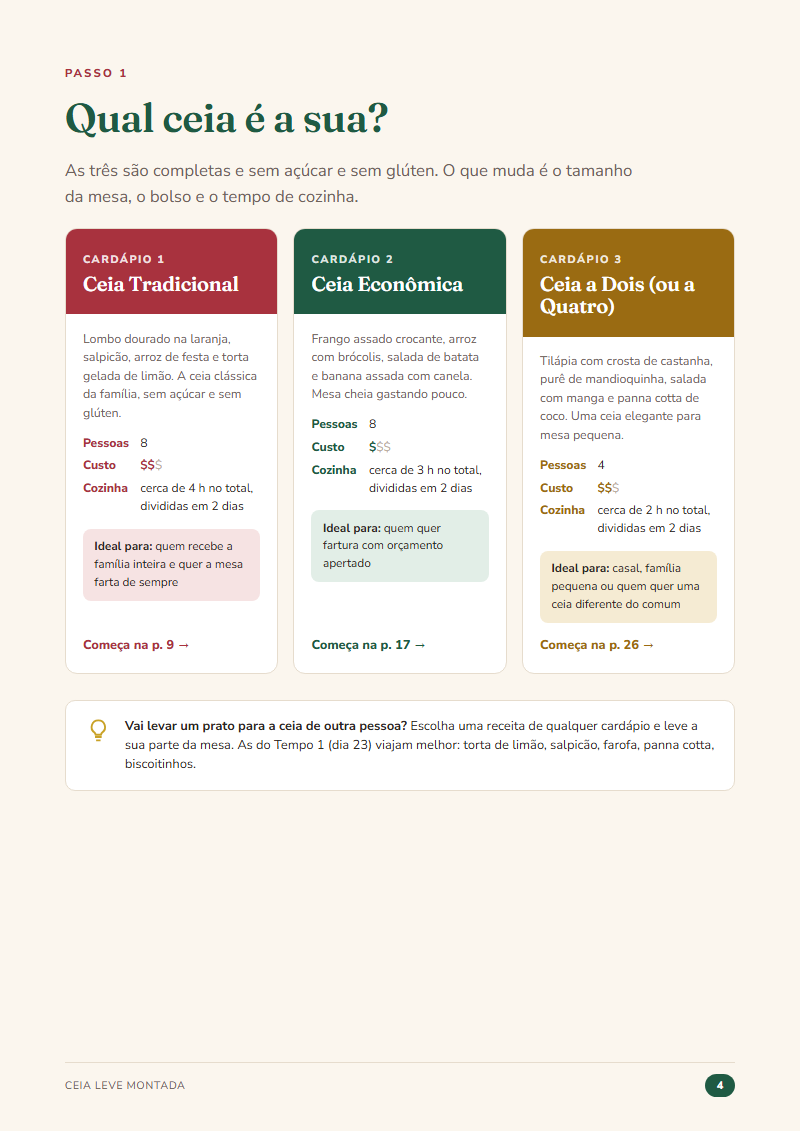 PASSO 1
Qual ceia é a sua?
As três são completas e sem açúcar e sem glúten. O que muda é o tamanho
da mesa, o bolso e o tempo de cozinha.
CARDÁPIO 1
Ceia Tradicional
Lombo dourado na laranja,
salpicão, arroz de festa e torta
gelada de limão. A ceia clássica
da família, sem açúcar e sem
glúten.
Pessoas 8
Custo $$$
Cozinha cerca de 4 h no total,
divididas em 2 dias
Ideal para: quem recebe a
família inteira e quer a mesa
farta de sempre
Começa na p. 9 →
CARDÁPIO 2
Ceia Econômica
Frango assado crocante, arroz
com brócolis, salada de batata
e banana assada com canela.
Mesa cheia gastando pouco.
Pessoas 8
Custo $$$
Cozinha cerca de 3 h no total,
divididas em 2 dias
Ideal para: quem quer
fartura com orçamento
apertado
Começa na p. 17 →
CARDÁPIO 3
Ceia a Dois (ou a
Quatro)
Tilápia com crosta de castanha,
purê de mandioquinha, salada
com manga e panna cotta de
coco. Uma ceia elegante para
mesa pequena.
Pessoas 4
Custo $$$
Cozinha cerca de 2 h no total,
divididas em 2 dias
Ideal para: casal, família
pequena ou quem quer uma
ceia diferente do comum
Começa na p. 26 →
Vai levar um prato para a ceia de outra pessoa? Escolha uma receita de qualquer cardápio e leve a
sua parte da mesa. As do Tempo 1 (dia 23) viajam melhor: torta de limão, salpicão, farofa, panna cotta,
biscoitinhos.
CEIA LEVE MONTADA
4